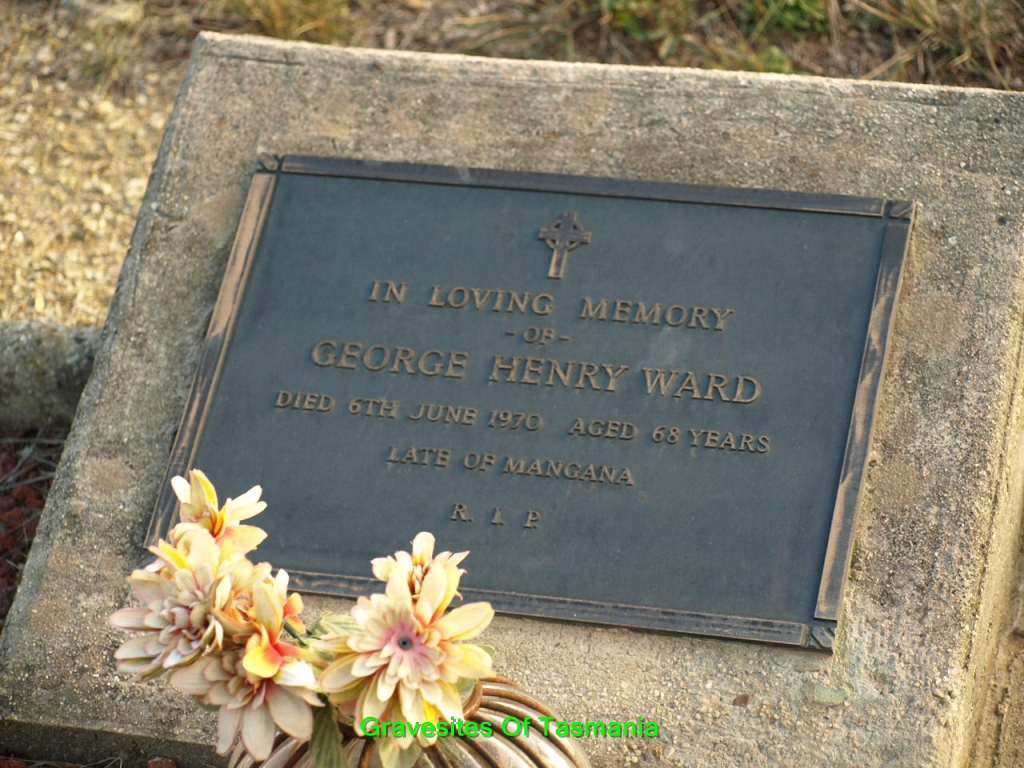 IN LOVING MEMORY
- OF -
GEORGE HENRY WARD
DIED 6TH JUNE 1970 AGED 68 YEARS
LATE OF MANGANA
R. I. P.
Gravesites Of Tasmania